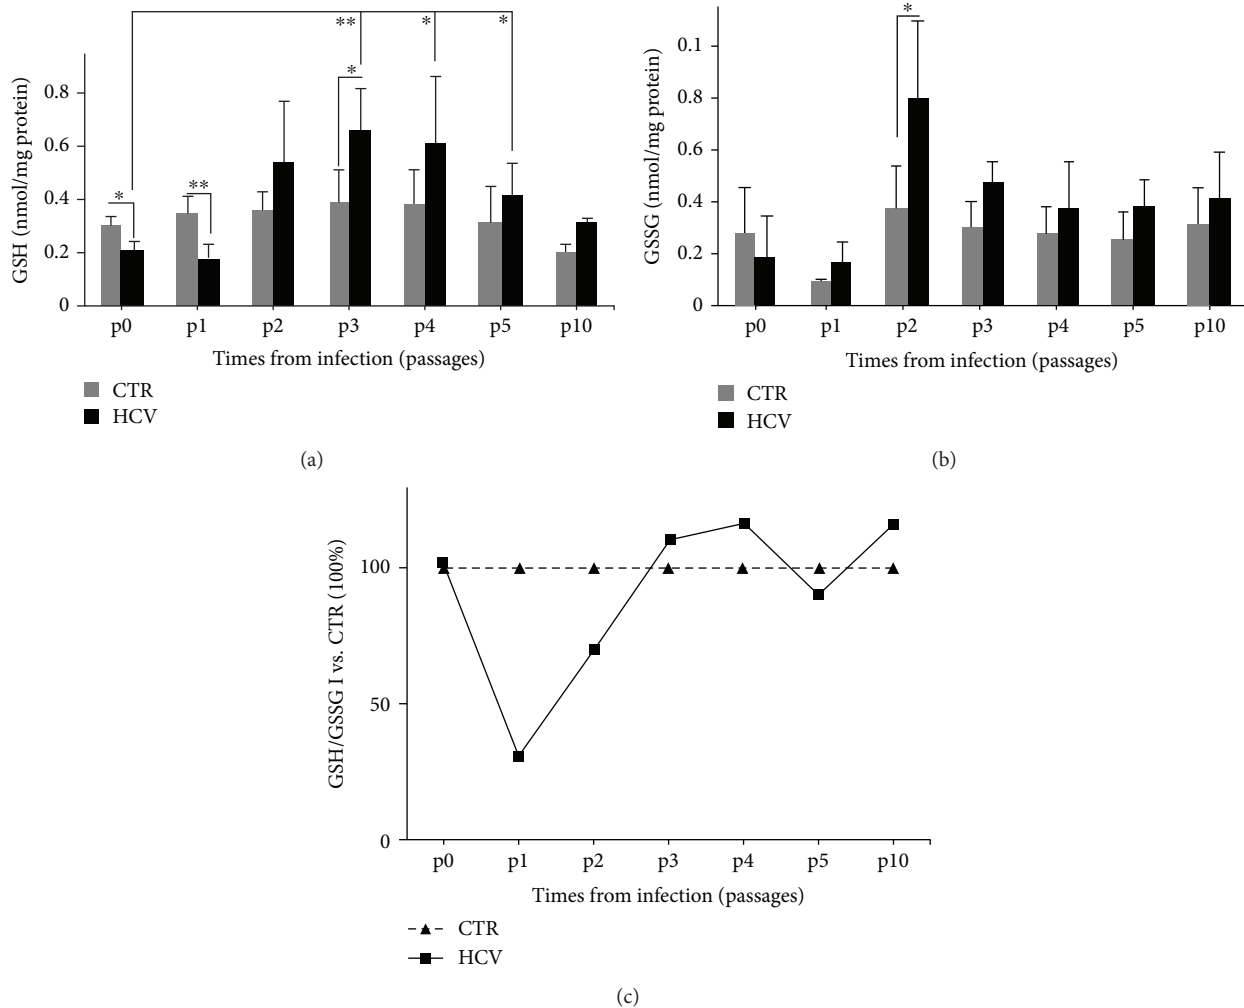 ** * *
*
* **
GSH (nmol/mg protein)
0.8
0.6
0.4
0.2
0
p0 p1 p2 p3 p4 p5 p10
Times from infection (passages)
CTR
HCV
(a)
*
GSSG (nmol/mg protein)
0.1
0.8
0.6
0.4
0.2
0
p0 p1 p2 p3 p4 p5 p10
Times from infection (passages)
CTR
HCV
(b)
GSH/GSSG I vs. CTR (100%)
100
50
0
p0 p1 p2 p3 p4 p5 p10
Times from infection (passages)
CTR
HCV
(c)